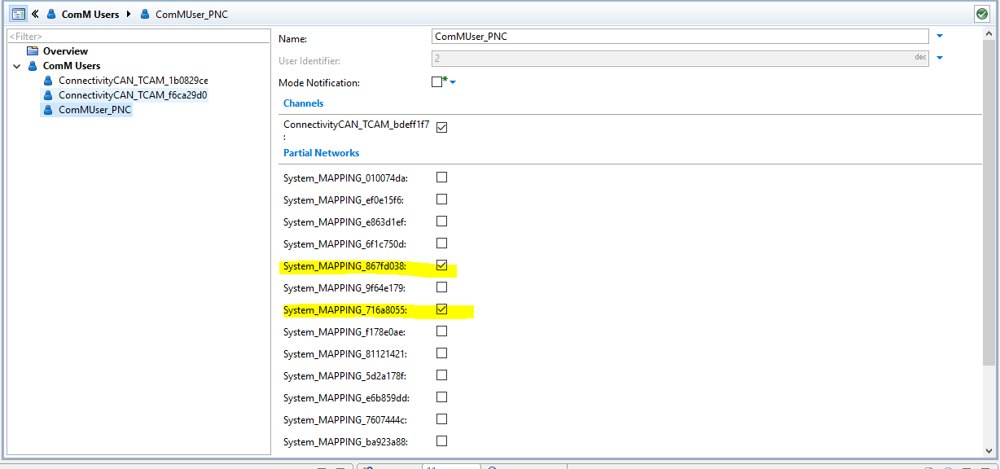 ComM Users ComMUser_PNC
<Filter>
Overview
ComM Users
ConnectivityCAN_TCAM_1b0829ce
ConnectivityCAN_TCAM_f6ca29d0
ComMUser_PNC
Name: ComMUser_PNC
User Identifier: 2 dec
Mode Notification:
Channels
ConnectivityCAN_TCAM_bdeff1f7
:
Partial Networks
System_MAPPING_010074da:
System_MAPPING_ef0e15f6:
System_MAPPING_e863d1ef:
System_MAPPING_6f1c750d:
System_MAPPING_867fd038:
System_MAPPING_9f64e179:
System_MAPPING_716a8055:
System_MAPPING_f178e0ae:
System_MAPPING_81121421:
System_MAPPING_5d2a178f:
System_MAPPING_e6b859dd:
System_MAPPING_7607444c:
System_MAPPING_ba923a88: